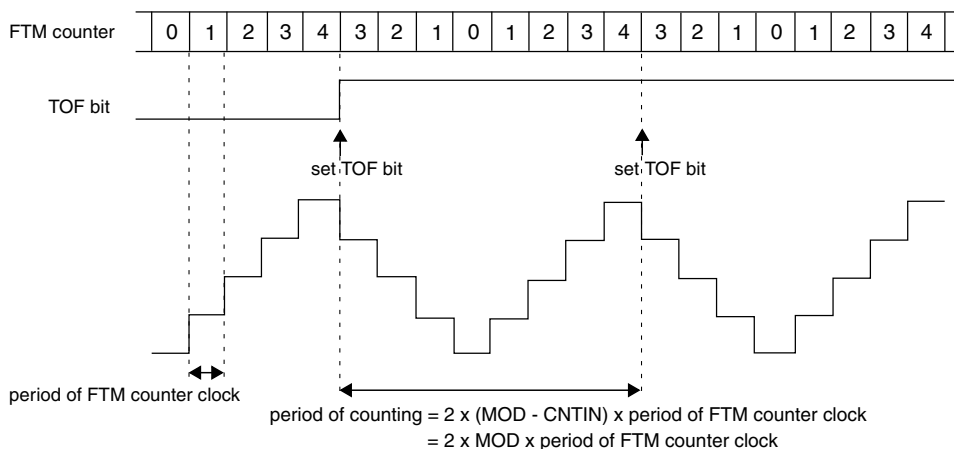 FTM counter 0 1 2 3 4 3 2 1 0 1 2 3 4 3 2 1 0 1 2 3 4
TOF bit
set TOF bit set TOF bit
period of FTM counter clock
period of counting = 2 x (MOD - CNTIN) x period of FTM counter clock
= 2 x MOD x period of FTM counter clock